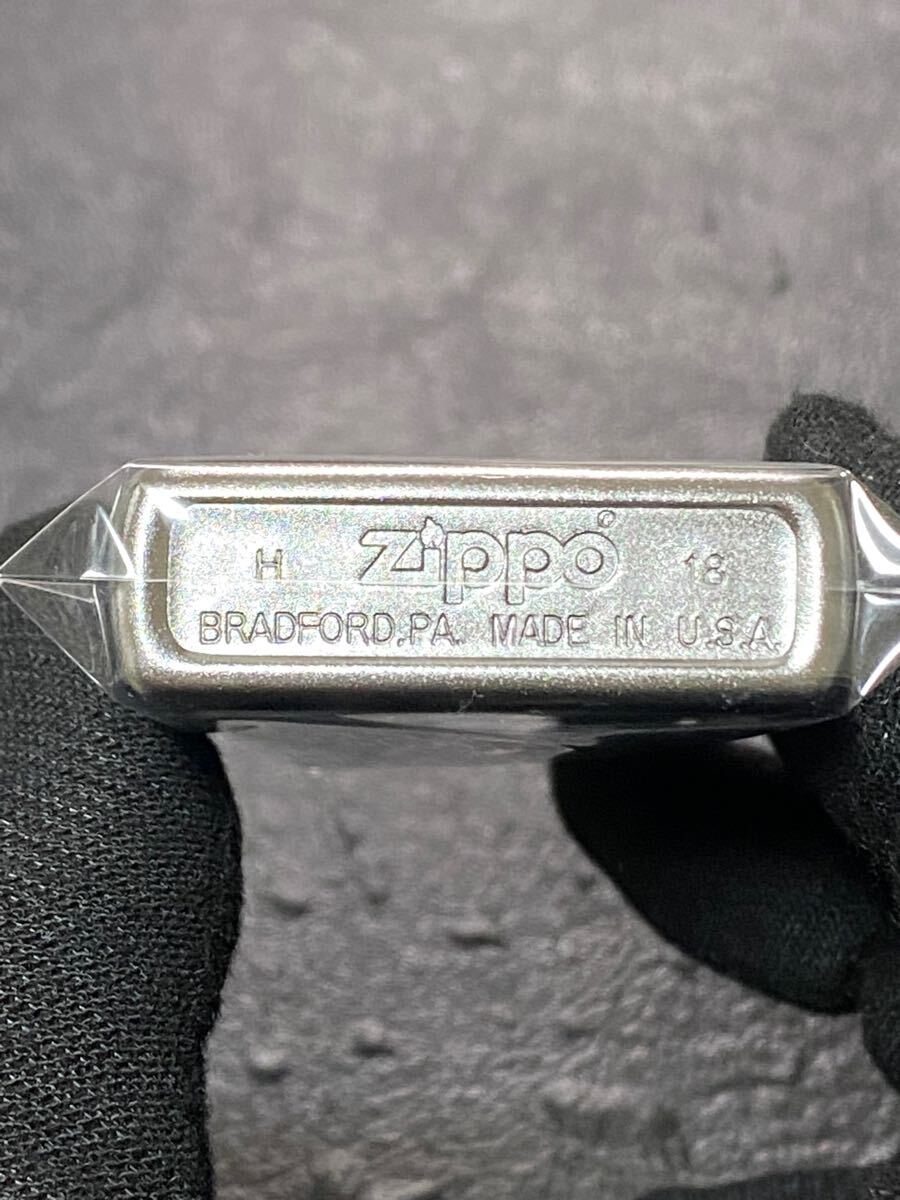 H Zippo® 18
BRADFORD,PA. MADE IN U.S.A.